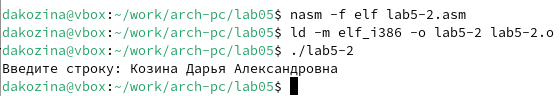 dakozina@vbox:~/work/arch-pc/lab05$ nasm -f elf lab5-2.asm
dakozina@vbox:~/work/arch-pc/lab05$ ld -m elf_i386 -o lab5-2 lab5-2.o
dakozina@vbox:~/work/arch-pc/lab05$ ./lab5-2
Введите строку: Козина Дарья Александровна
dakozina@vbox:~/work/arch-pc/lab05$